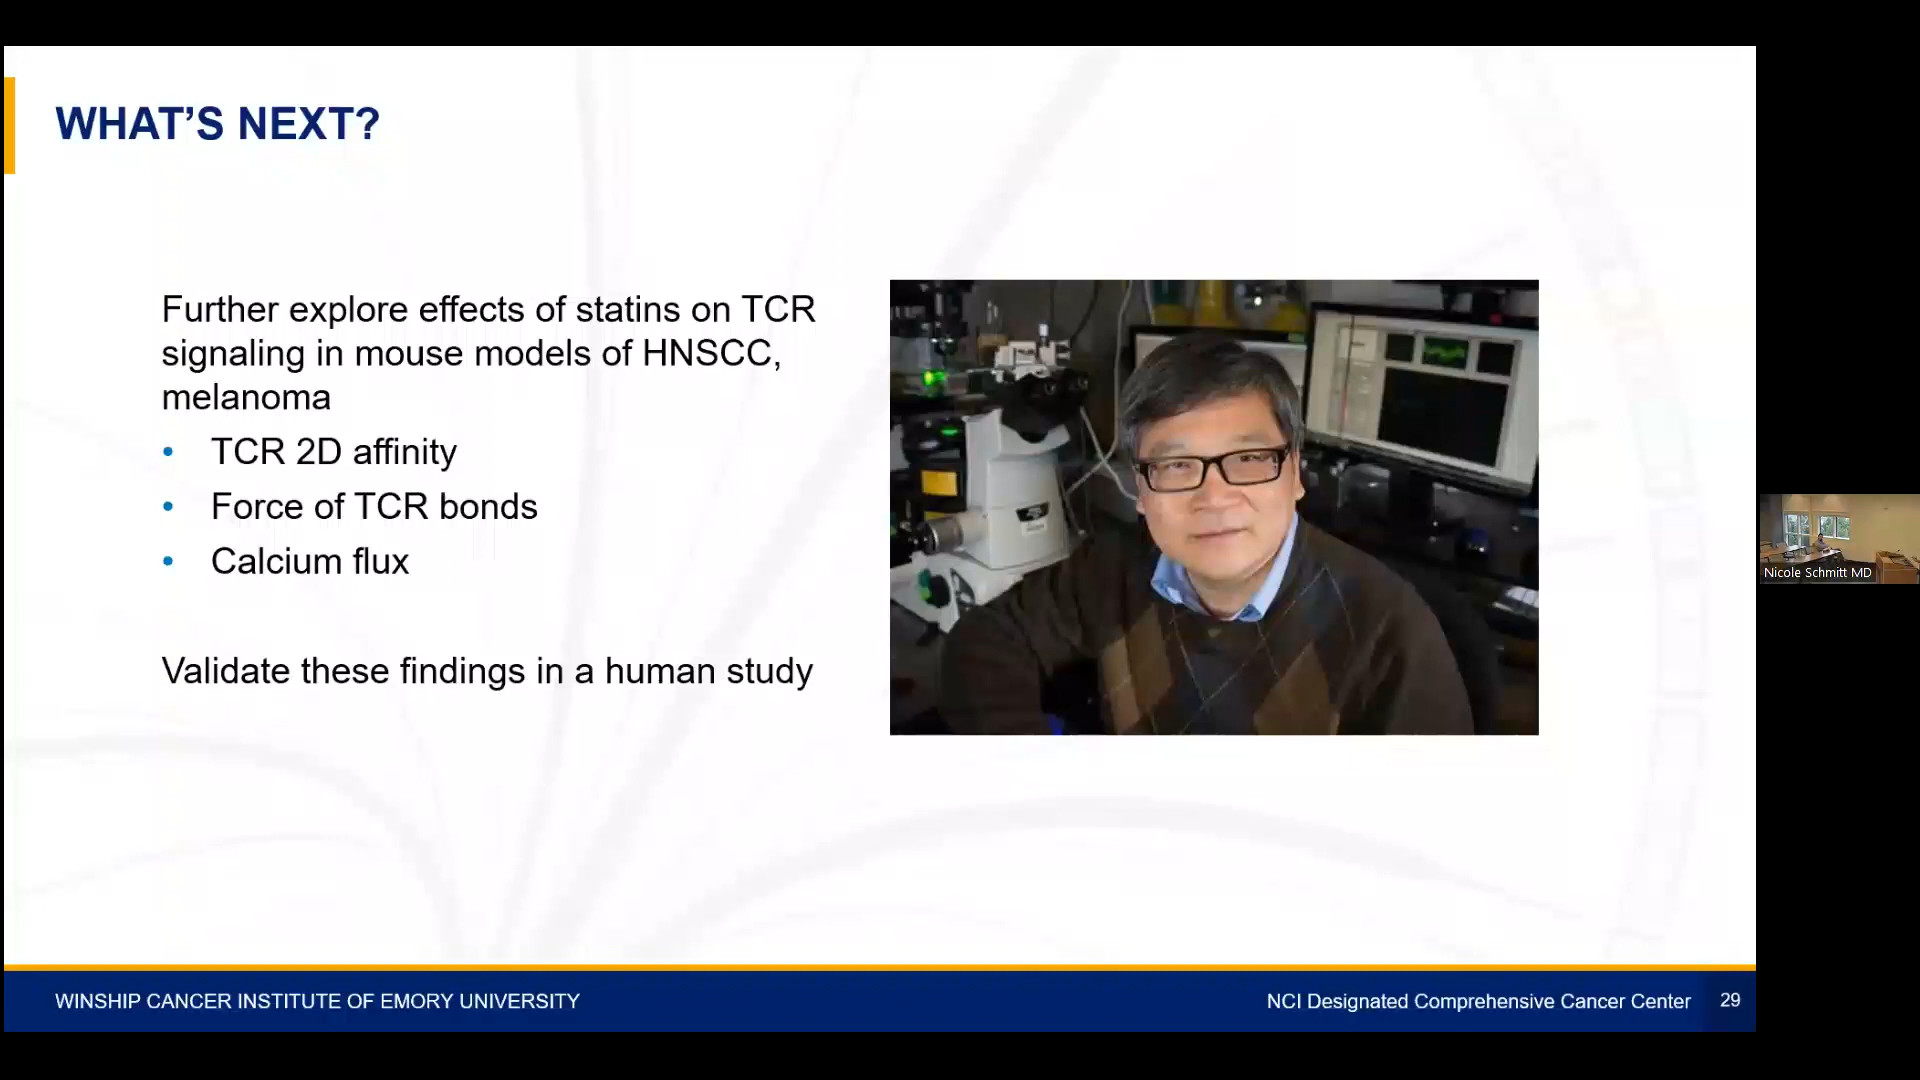 WHAT’S NEXT?
Further explore effects of statins on TCR
signaling in mouse models of HNSCC,
melanoma
• TCR 2D affinity
• Force of TCR bonds
• Calcium flux
Validate these findings in a human study
Nicole Schmitt MD
WINSHIP CANCER INSTITUTE OF EMORY UNIVERSITY
NCI Designated Comprehensive Cancer Center 29